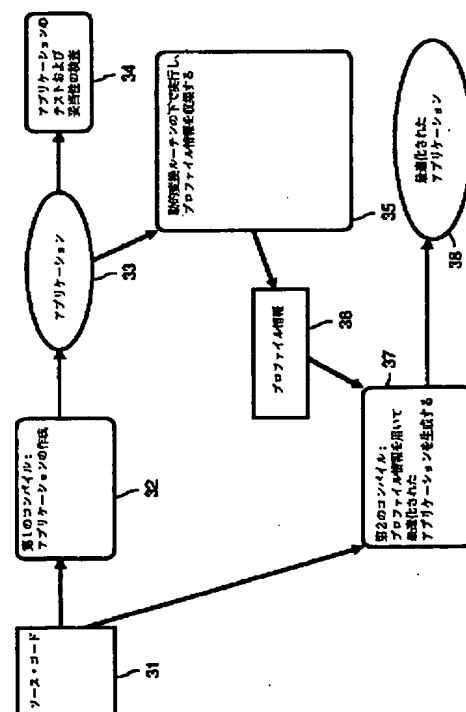 ソース・コード
31
第1のコンパイル:
アプリケーションの作成
32
アプリケーション
33
アプリケーションの
テストおよび
妥当性の検査
34
動的変換ルーチンの下で実行し、
プロファイル情報を収集する
35
プロファイル情報
36
第2のコンパイル:
プロファイル情報を用いて
最適化された
アプリケーションを生成する
37
最適化された
アプリケーション
38